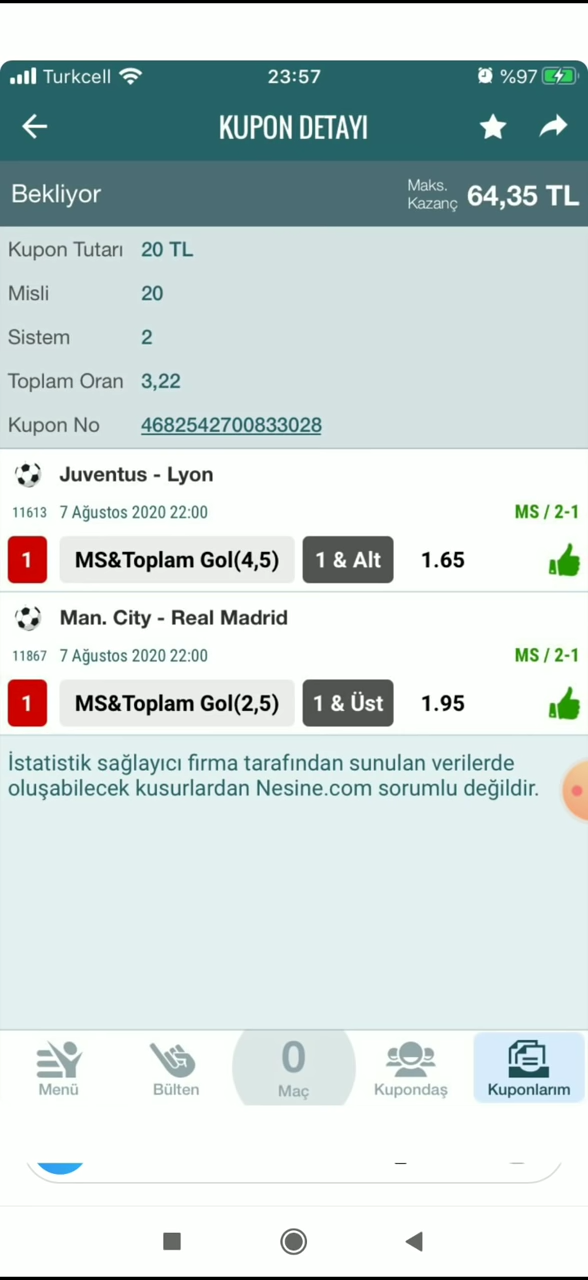 Turkcell 23:57 %97
KUPON DETAYI
Bekliyor Maks. Kazanç 64,35 TL
Kupon Tutarı 20 TL
Misli 20
Sistem 2
Toplam Oran 3,22
Kupon No 4682542700833028
Juventus - Lyon
11613 7 Ağustos 2020 22:00 MS / 2-1
1 MS&Toplam Gol(4,5) 1 & Alt 1.65
Man. City - Real Madrid
11867 7 Ağustos 2020 22:00 MS / 2-1
1 MS&Toplam Gol(2,5) 1 & Üst 1.95
İstatistik sağlayıcı firma tarafından sunulan verilerde
oluşabilecek kusurlardan Nesine.com sorumlu değildir.
Menü Bülten 0 Maç Kupondaş Kuponlarım